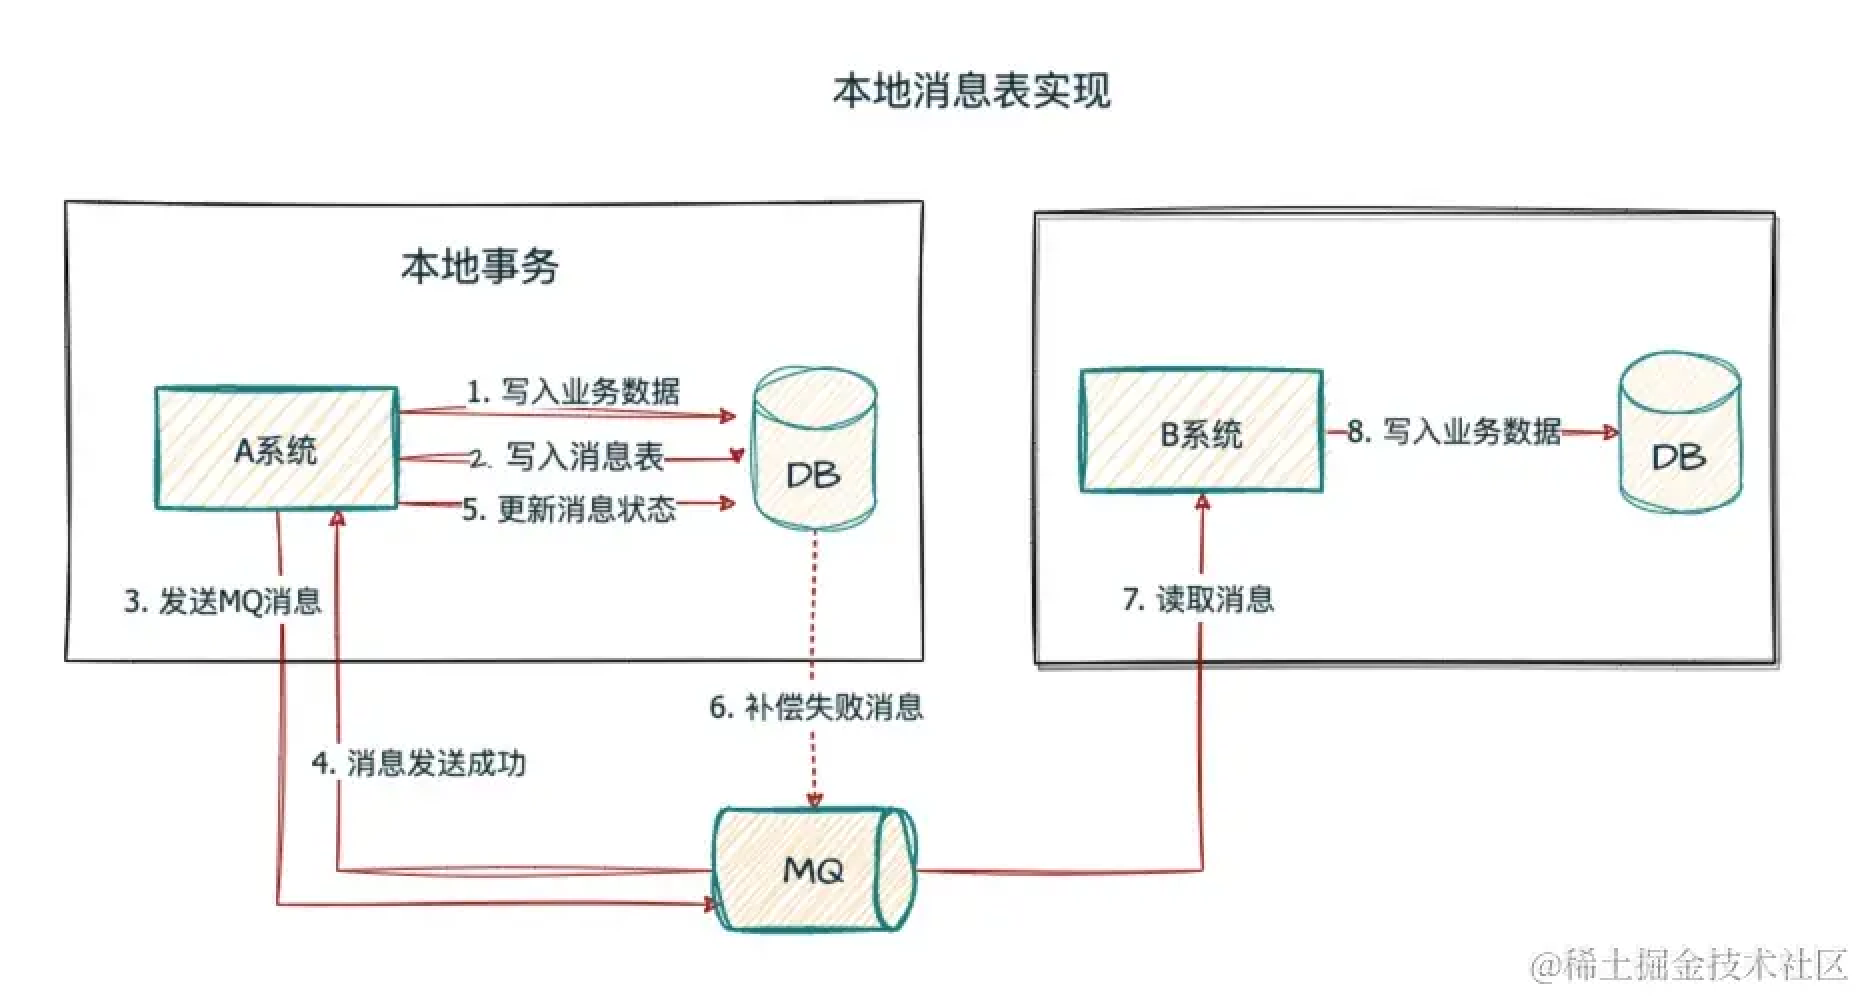 本地消息表实现
本地事务
A系统
1. 写入业务数据
2. 写入消息表
5. 更新消息状态
DB
3. 发送MQ消息
4. 消息发送成功
6. 补偿失败消息
MQ
B系统
8. 写入业务数据
DB
7. 读取消息
@稀土掘金技术社区